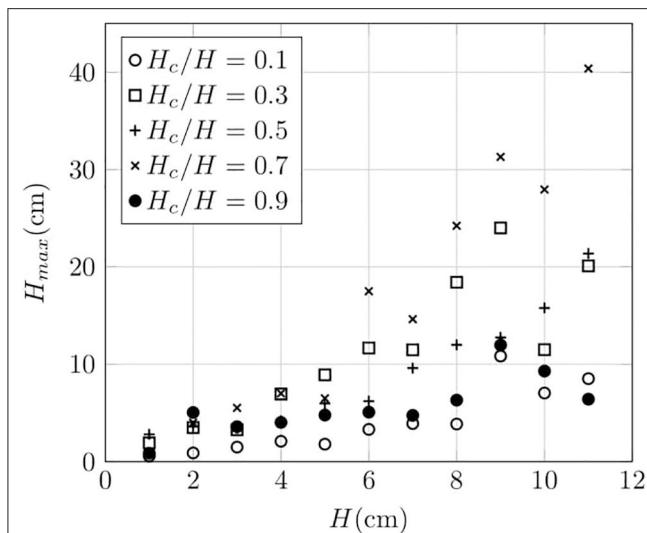 40
30
20
10
0
H_max(cm)
H_c/H = 0.1
H_c/H = 0.3
H_c/H = 0.5
H_c/H = 0.7
H_c/H = 0.9
0 2 4 6 8 10 12
H(cm)